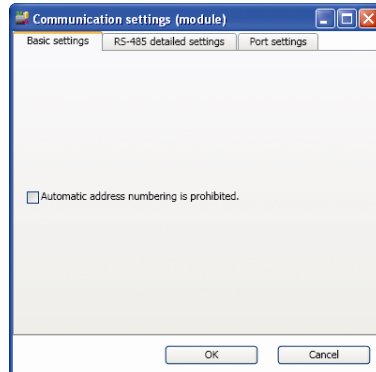 Communication settings (module)
Basic settings RS-485 detailed settings Port settings
Automatic address numbering is prohibited.
OK Cancel